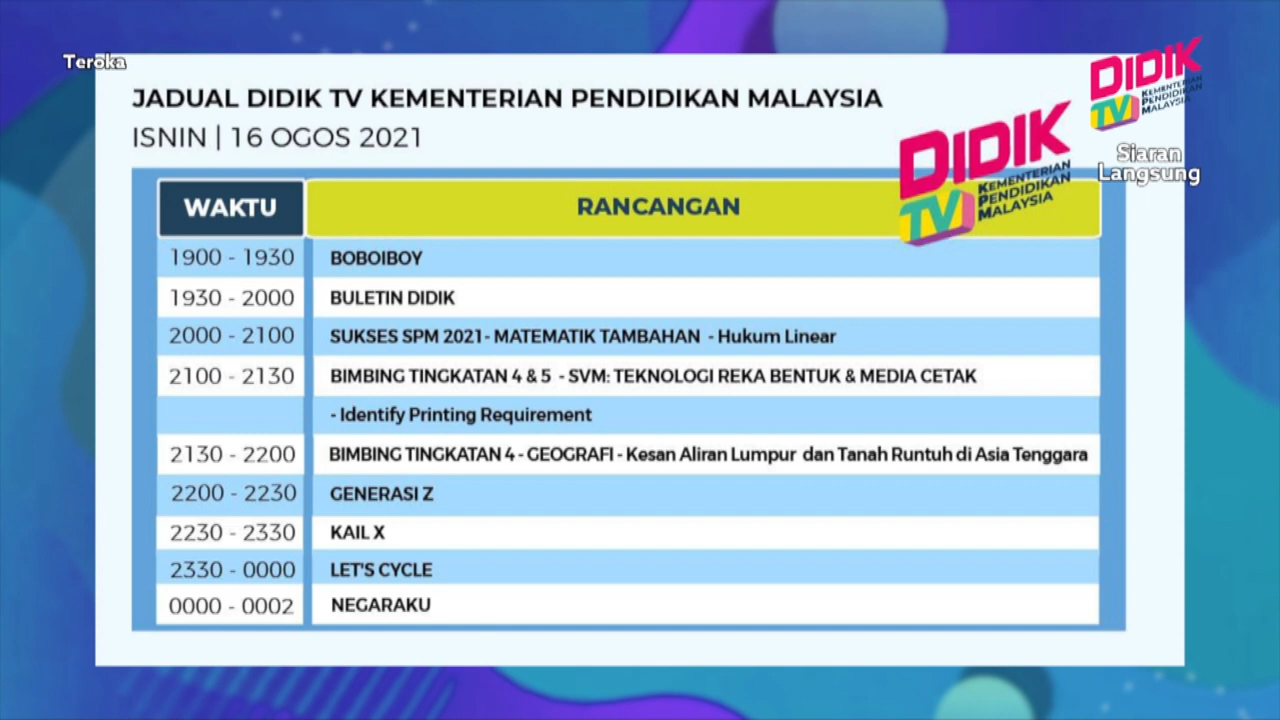 Teroka
JADUAL DIDIK TV KEMENTERIAN PENDIDIKAN MALAYSIA
ISNIN | 16 OGOS 2021
DIDIK
TV
KEMENTERIAN
PENDIDIKAN
MALAYSIA
DIDIK
TV
KEMENTERIAN
PENDIDIKAN
MALAYSIA
Siaran
Langsung
WAKTU RANCANGAN
1900 - 1930 BOBOIBOY
1930 - 2000 BULETIN DIDIK
2000 - 2100 SUKSES SPM 2021- MATEMATIK TAMBAHAN - Hukum Linear
2100 - 2130 BIMBING TINGKATAN 4 & 5 - SVM: TEKNOLOGI REKA BENTUK & MEDIA CETAK
- Identify Printing Requirement
2130 - 2200 BIMBING TINGKATAN 4 - GEOGRAFI - Kesan Aliran Lumpur dan Tanah Runtuh di Asia Tenggara
2200 - 2230 GENERASI Z
2230 - 2330 KAIL X
2330 - 0000 LET'S CYCLE
0000 - 0002 NEGARAKU